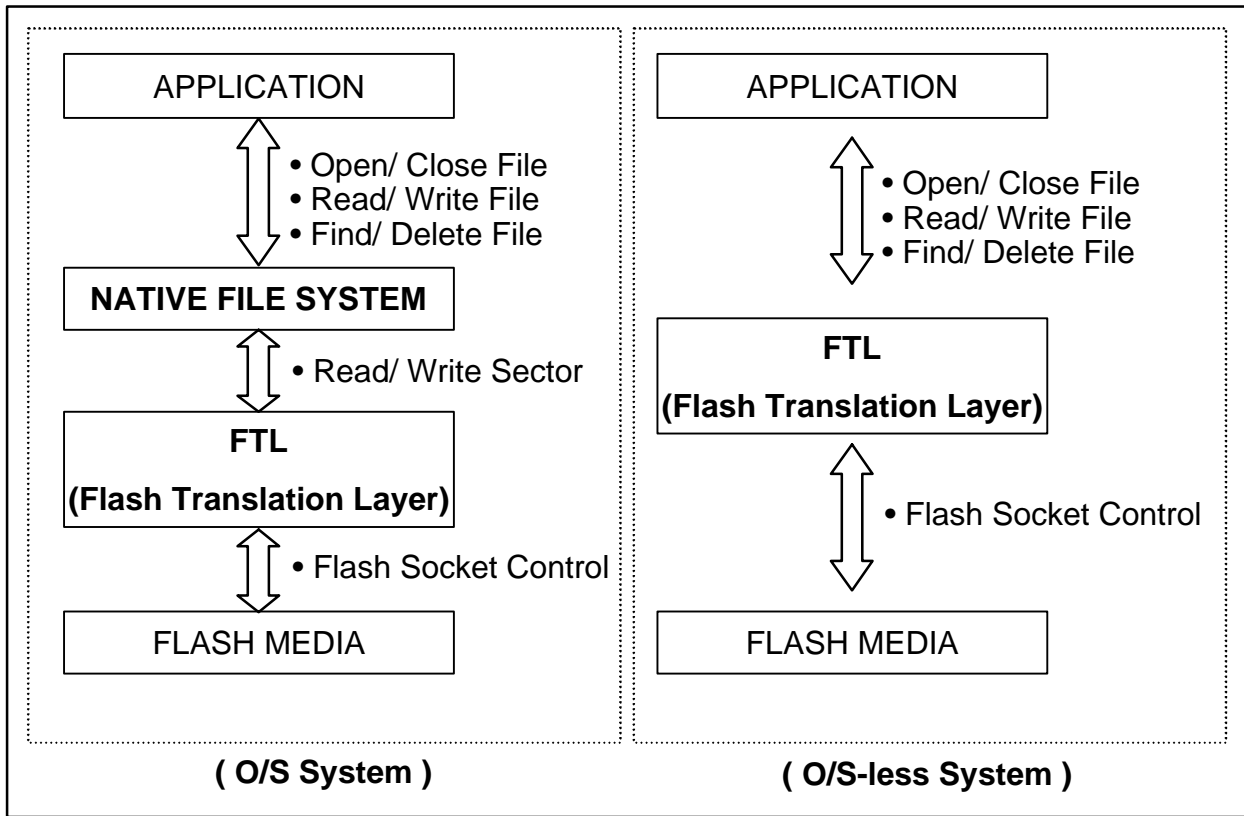 APPLICATION
• Open/ Close File
• Read/ Write File
• Find/ Delete File
NATIVE FILE SYSTEM
• Read/ Write Sector
FTL
(Flash Translation Layer)
• Flash Socket Control
FLASH MEDIA
( O/S System )
APPLICATION
• Open/ Close File
• Read/ Write File
• Find/ Delete File
FTL
(Flash Translation Layer)
• Flash Socket Control
FLASH MEDIA
( O/S-less System )